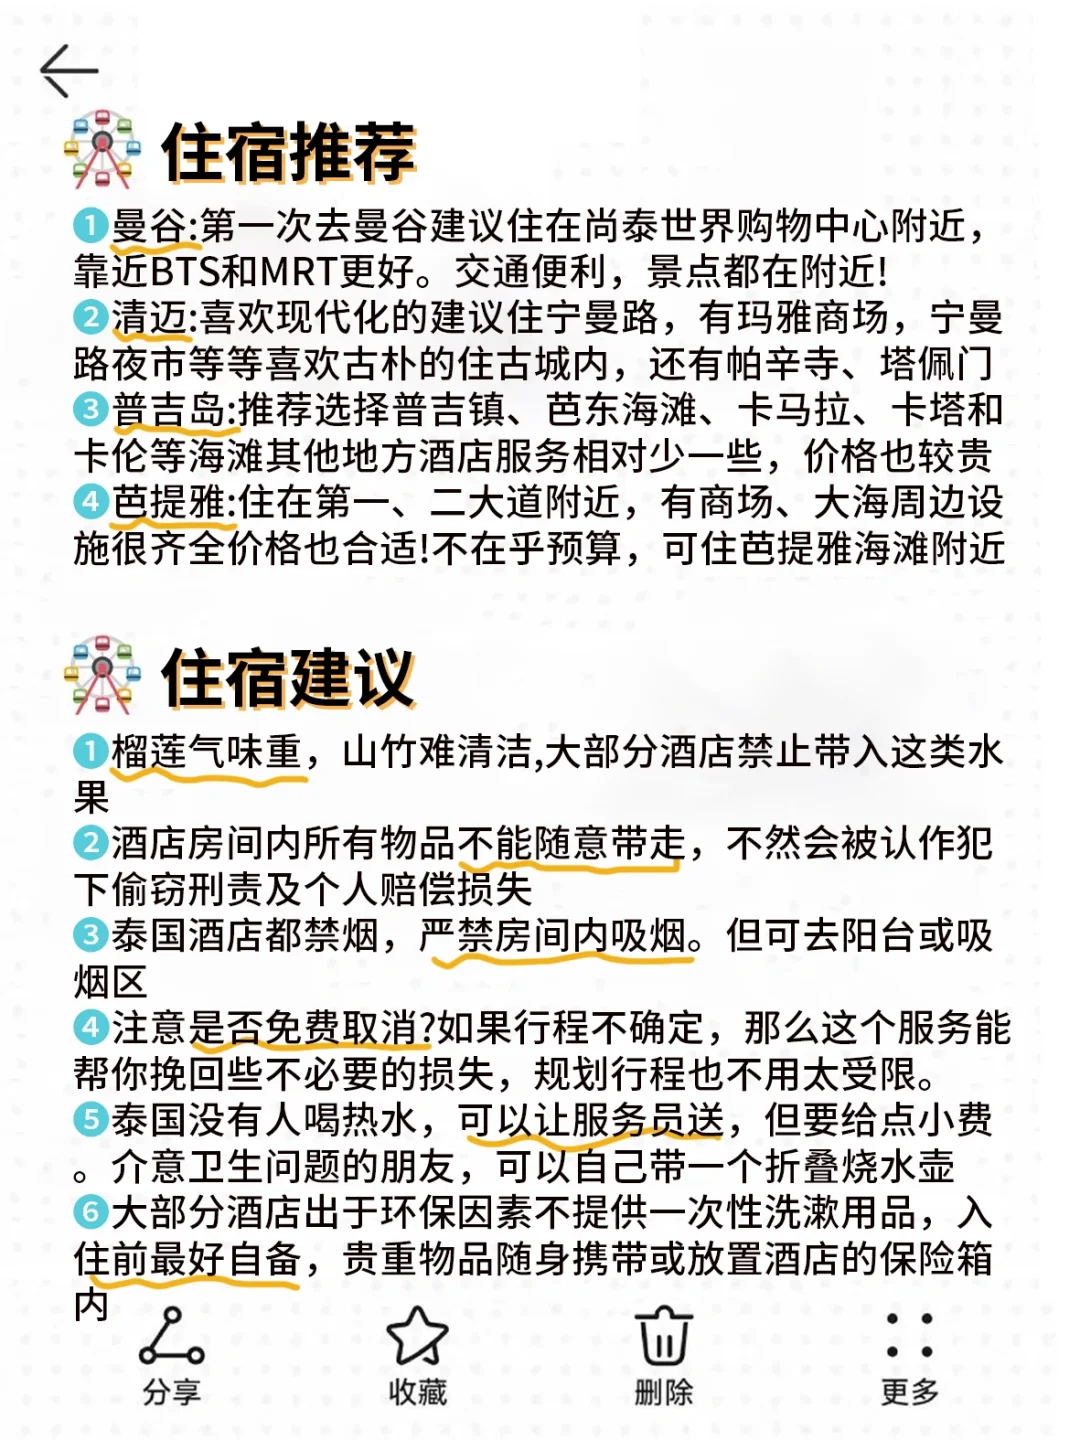 住宿推荐
1曼谷:第一次去曼谷建议住在尚泰世界购物中心附近，
靠近BTS和MRT更好。交通便利，景点都在附近!
2清迈:喜欢现代化的建议住宁曼路，有玛雅商场，宁曼
路夜市等等喜欢古朴的住古城内，还有帕辛寺、塔佩门
3普吉岛:推荐选择普吉镇、芭东海滩、卡马拉、卡塔和
卡伦等海滩其他地方酒店服务相对少一些，价格也较贵
4芭提雅:住在第一、二大道附近，有商场、大海周边设
施很齐全价格也合适!不在乎预算，可住芭提雅海滩附近
住宿建议
1榴莲气味重，山竹难清洁,大部分酒店禁止带入这类水
果
2酒店房间内所有物品不能随意带走，不然会被认作犯
下偷窃刑责及个人赔偿损失
3泰国酒店都禁烟，严禁房间内吸烟。但可去阳台或吸
烟区
4注意是否免费取消?如果行程不确定，那么这个服务能
帮你挽回些不必要的损失，规划行程也不用太受限。
5泰国没有人喝热水，可以让服务员送，但要给点小费
。介意卫生问题的朋友，可以自己带一个折叠烧水壶
6大部分酒店出于环保因素不提供一次性洗漱用品，入
住前最好自备，贵重物品随身携带或放置酒店的保险箱
内
分享 收藏 删除 更多